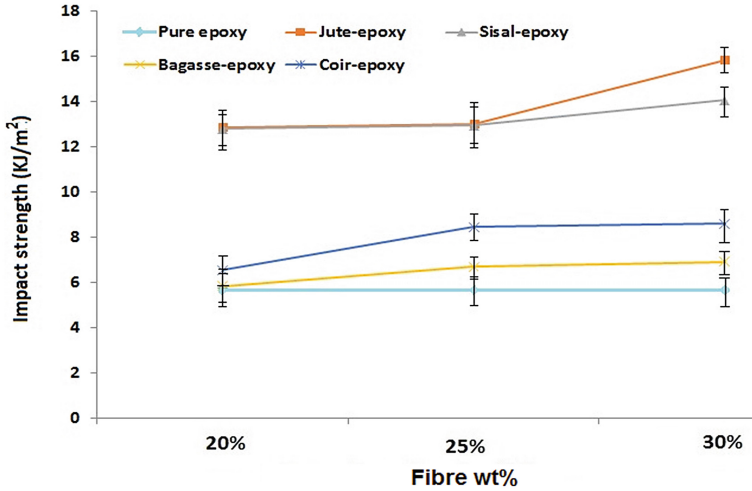 18
16
14
12
10
8
6
4
2
0
Impact strength (KJ/m²)
Pure epoxy Jute-epoxy Sisal-epoxy
Bagasse-epoxy Coir-epoxy
20% 25% 30%
Fibre wt%